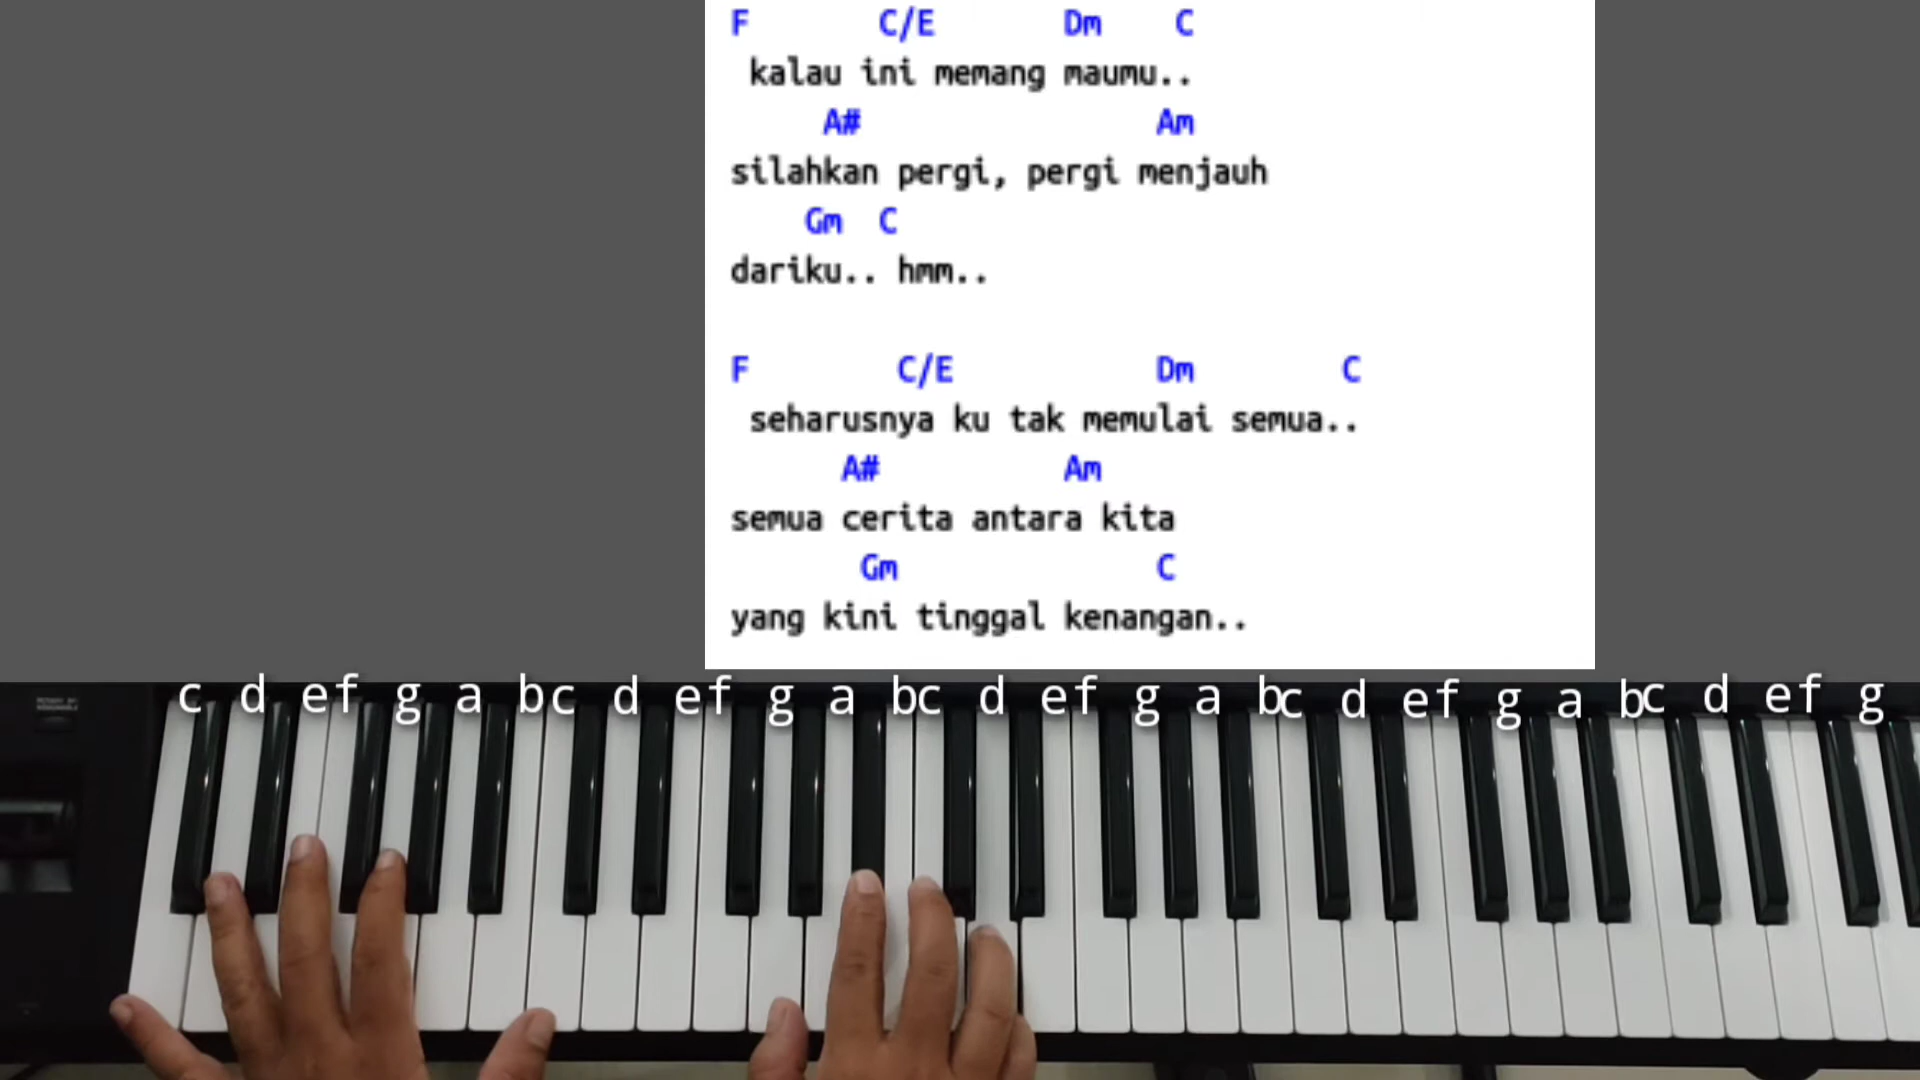 F C/E Dm C
kalau ini memang maumu..
A# Am
silahkan pergi, pergi menjauh
Gm C
dariku.. hmm..
F C/E Dm C
seharusnya ku tak memulai semua..
A# Am
semua cerita antara kita
Gm C
yang kini tinggal kenangan..
c d e f g a b c d e f g a b c d e f g a b c d e f g a b c d e f g